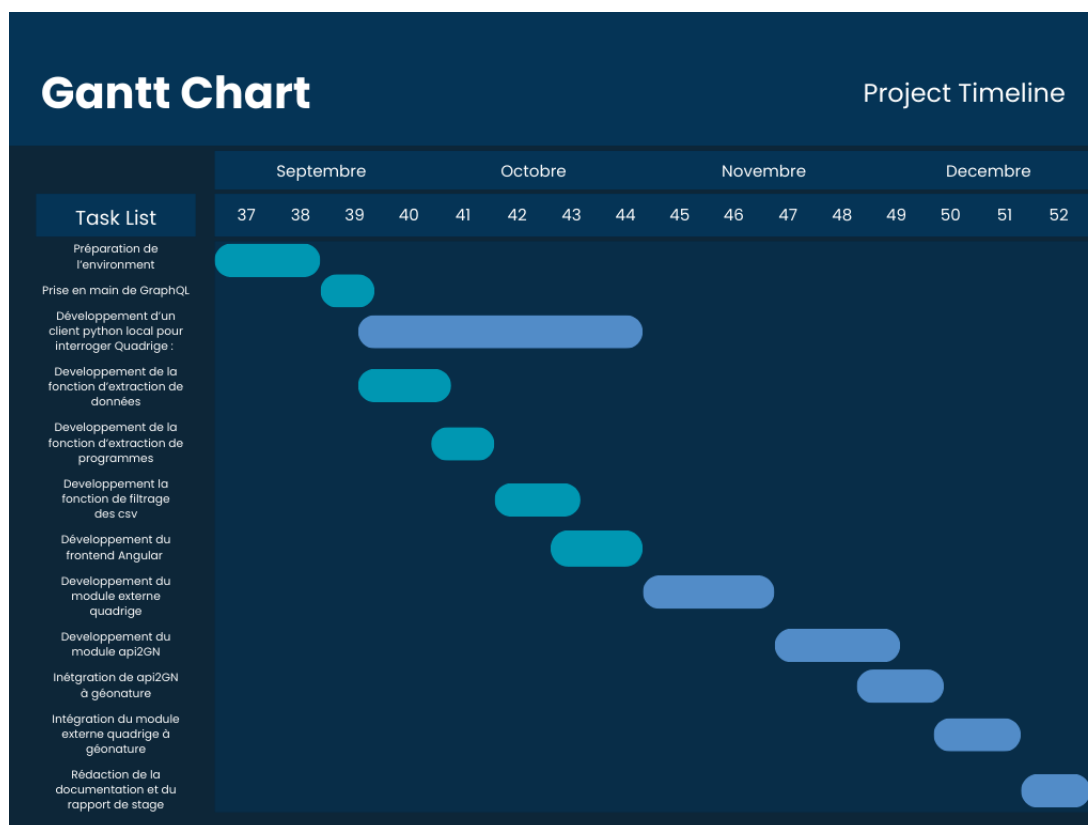 Gantt Chart
Project Timeline
Septembre Octobre Novembre Decembre
Task List 37 38 39 40 41 42 43 44 45 46 47 48 49 50 51 52
Préparation de
l'environment
Prise en main de GraphQL
Développement d'un
client python local pour
interroger Quadrige :
Developpement de la
fonction d'extraction de
données
Developpement de la
fonction d'extraction de
programmes
Developpement la
fonction de filtrage
des csv
Développement du
frontend Angular
Developpement du
module externe
quadrige
Developpement du
module api2GN
Inétgration de api2GN
à géonature
Intégration du module
externe quadrige à
géonature
Rédaction de la
documentation et du
rapport de stage